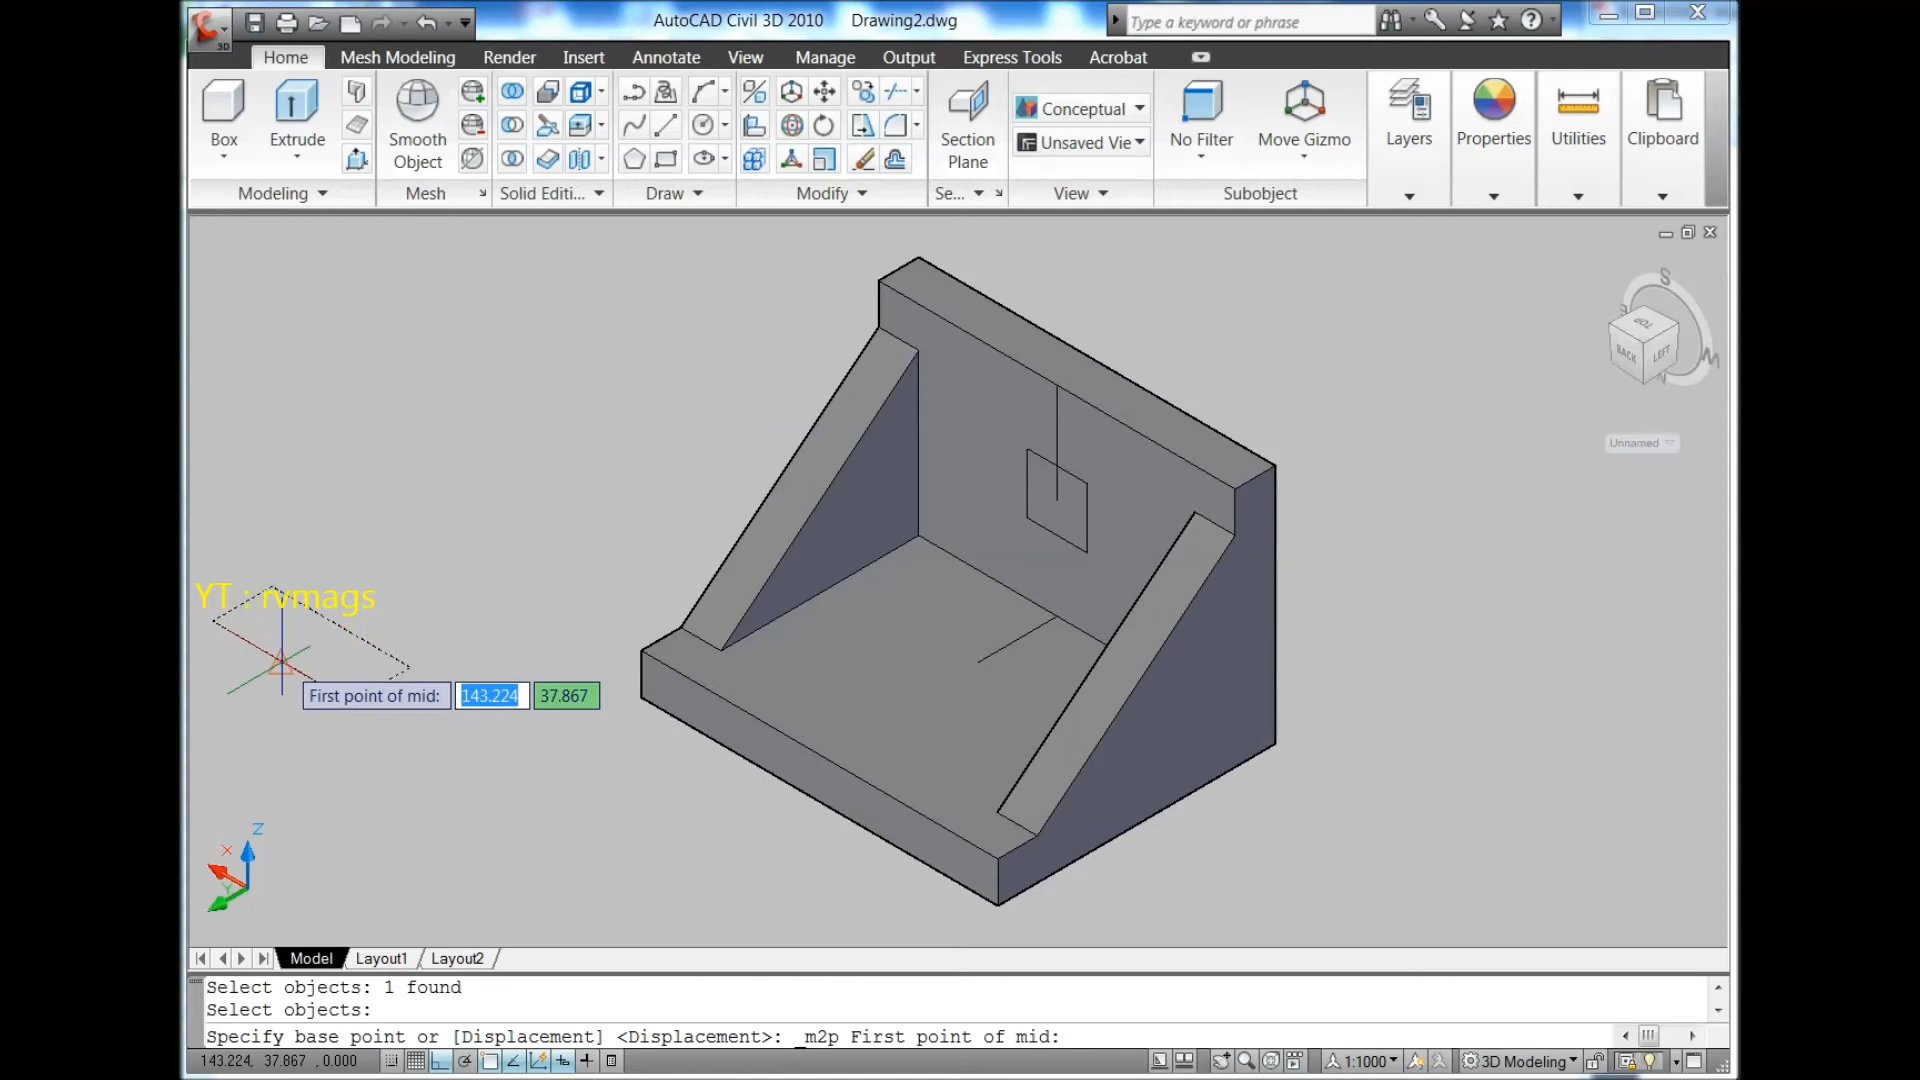 AutoCAD Civil 3D 2010 Drawing2.dwg
Type a keyword or phrase
3D
Home Mesh Modeling Render Insert Annotate View Manage Output Express Tools Acrobat
Box
Extrude
Smooth
Object
Section
Plane
Conceptual
Unsaved Vie
No Filter
Move Gizmo
Layers
Properties
Utilities
Clipboard
Modeling Mesh Solid Editi... Draw Modify Se... View Subobject
S
TOP
BACK
LEFT
Unnamed
YT : rvmags
First point of mid: 143.224 37.867
Z
X
Y
Model Layout1 Layout2
Select objects: 1 found
Select objects:
Specify base point or [Displacement] <Displacement>: _m2p First point of mid:
143.224, 37.867 , 0.000
1:1000
3D Modeling